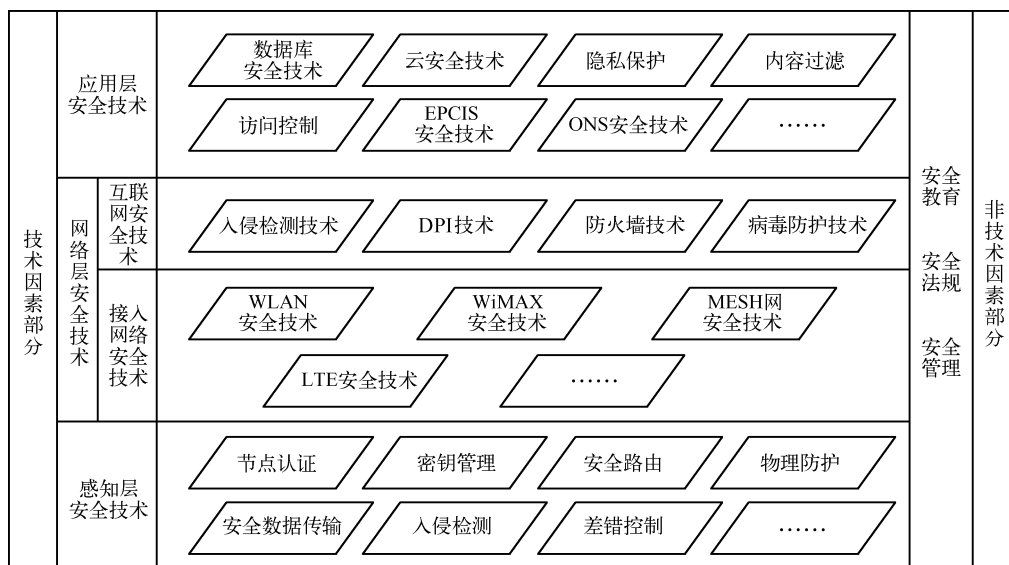 技术因素部分
应用层
安全技术
数据库
安全技术
云安全技术
隐私保护
内容过滤
访问控制
EPCIS
安全技术
ONS安全技术
……
网络层安全技术
互联
网安
全技
术
入侵检测技术
DPI技术
防火墙技术
病毒防护技术
接入
网络
安全
技术
WLAN
安全技术
WiMAX
安全技术
MESH网
安全技术
LTE安全技术
……
感知层
安全技术
节点认证
密钥管理
安全路由
物理防护
安全数据传输
入侵检测
差错控制
……
安全
教育
安全
法规
安全
管理
非技术因素部分